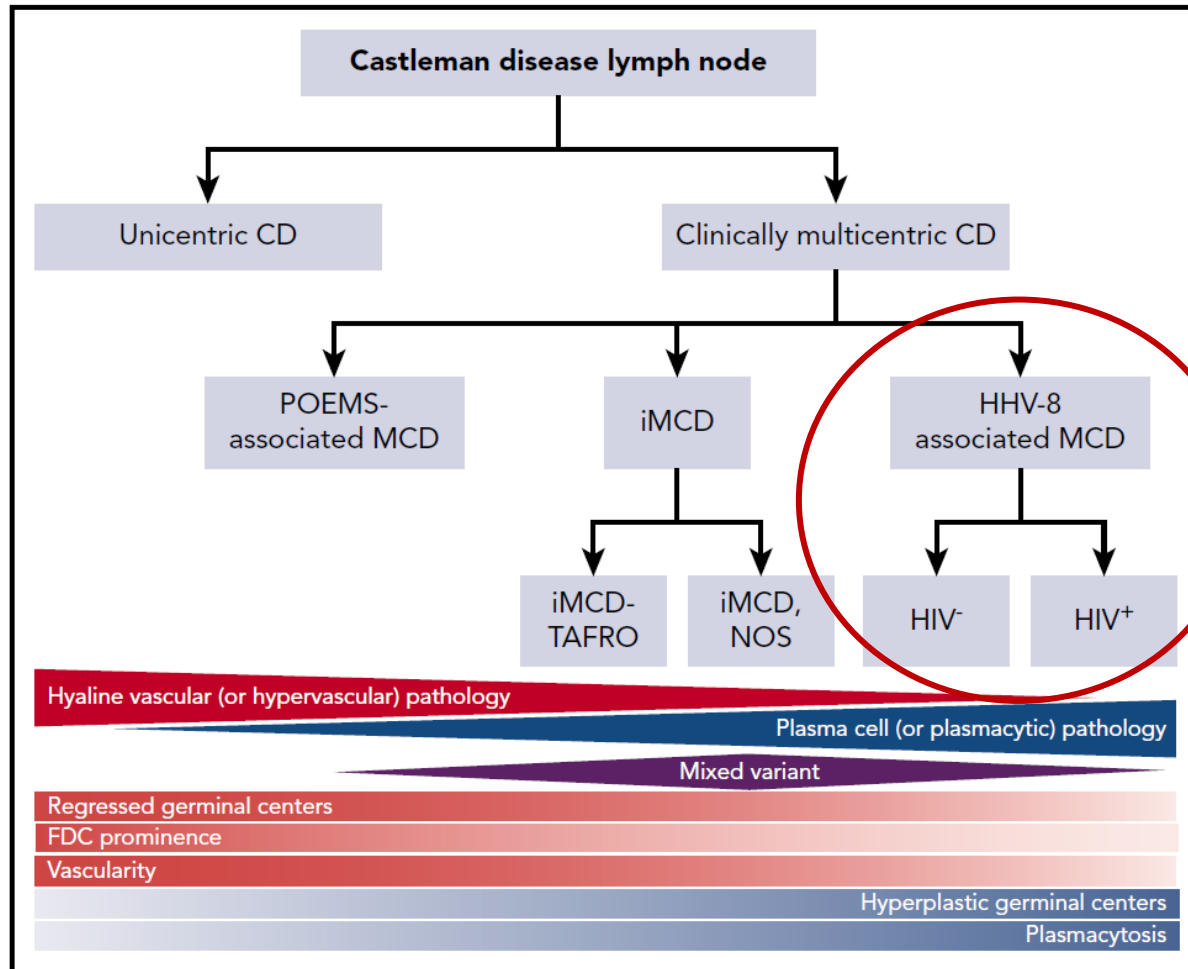 Castleman disease lymph node
Unicentric CD
Clinically multicentric CD
POEMS-
associated MCD
iMCD
HHV-8
associated MCD
iMCD-
TAFRO
iMCD,
NOS
HIV⁻
HIV⁺
Hyaline vascular (or hypervascular) pathology
Plasma cell (or plasmacytic) pathology
Mixed variant
Regressed germinal centers
FDC prominence
Vascularity
Hyperplastic germinal centers
Plasmacytosis